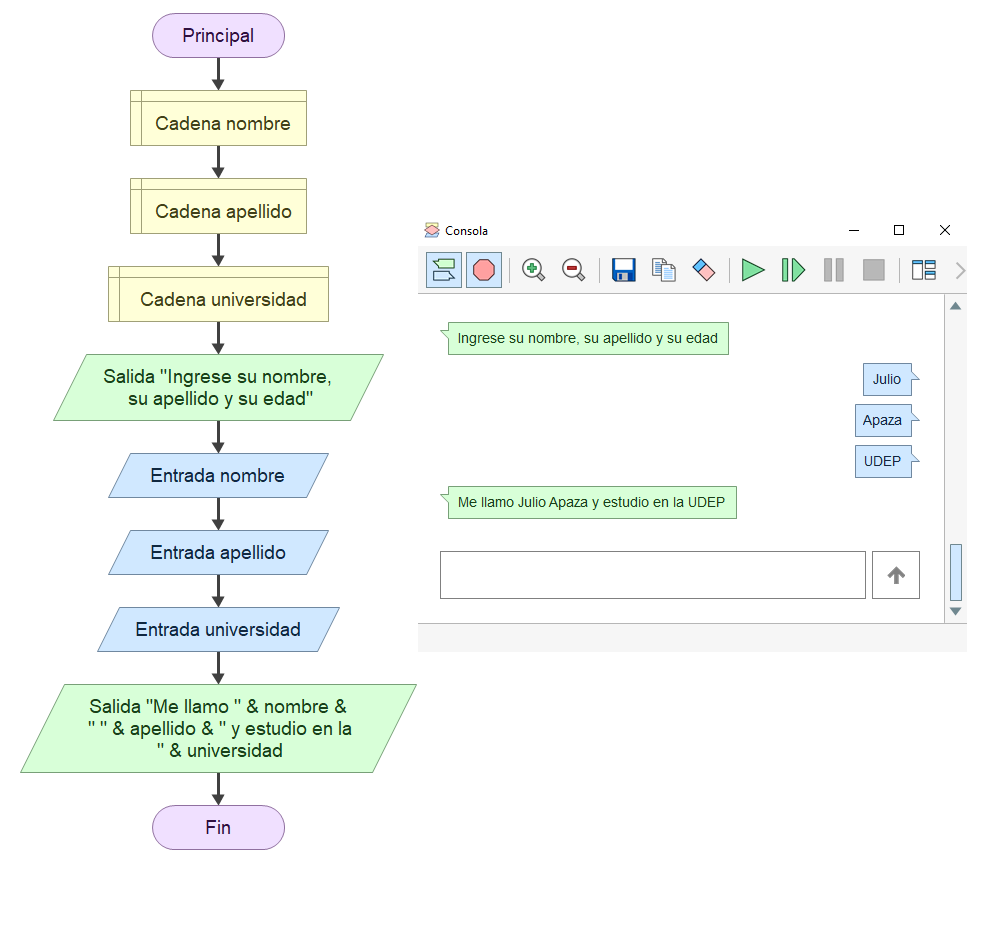 Principal
Cadena nombre
Cadena apellido
Cadena universidad
Salida "Ingrese su nombre,
su apellido y su edad"
Entrada nombre
Entrada apellido
Entrada universidad
Salida "Me llamo " & nombre &
" " & apellido & " y estudio en la
" & universidad
Fin
Consola
Ingrese su nombre, su apellido y su edad
Julio
Apaza
UDEP
Me llamo Julio Apaza y estudio en la UDEP